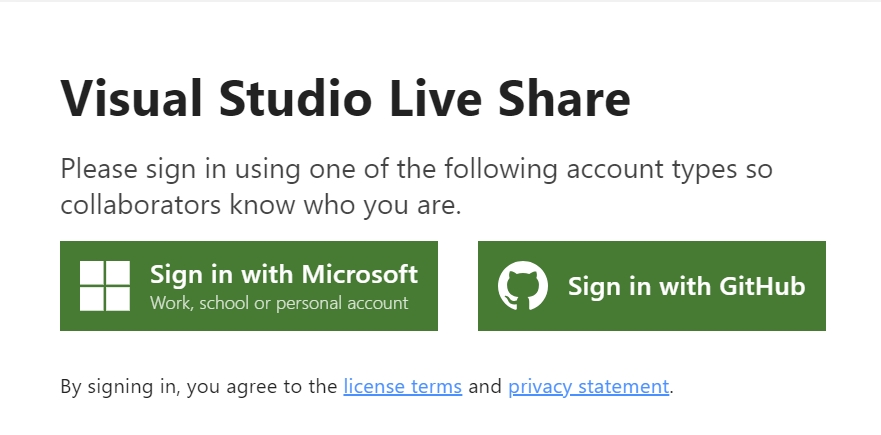 Visual Studio Live Share
Please sign in using one of the following account types so
collaborators know who you are.
Sign in with Microsoft
Work, school or personal account
Sign in with GitHub
By signing in, you agree to the license terms and privacy statement.